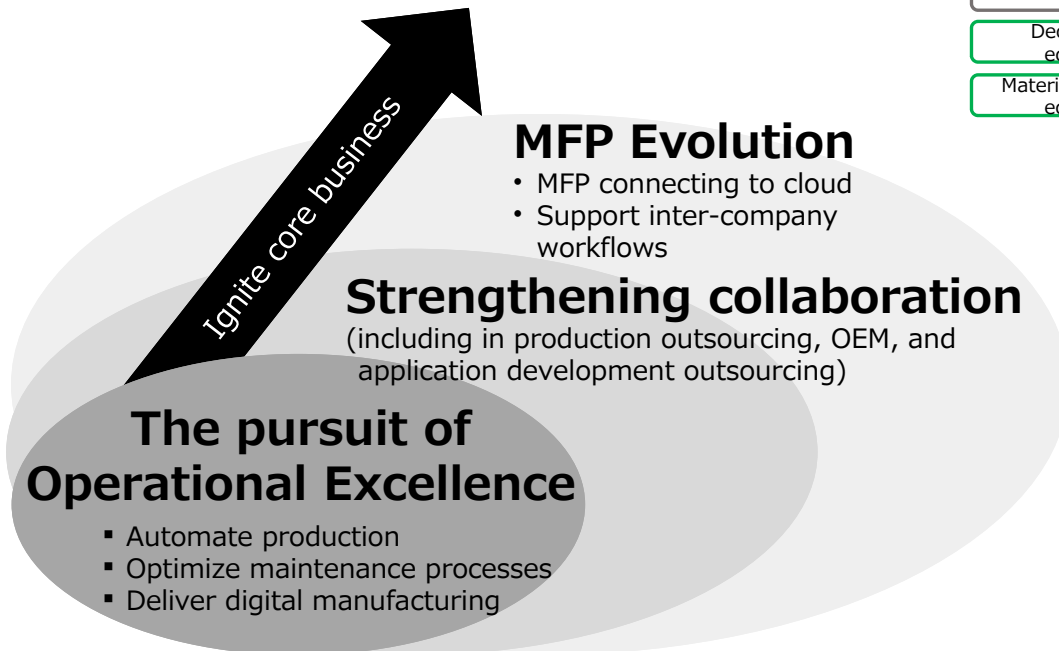 Ignite core business
MFP Evolution
• MFP connecting to cloud
• Support inter-company
workflows
Strengthening collaboration
(including in production outsourcing, OEM, and
application development outsourcing)
The pursuit of
Operational Excellence
▪ Automate production
▪ Optimize maintenance processes
▪ Deliver digital manufacturing